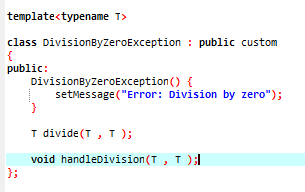 template<typename T>
class DivisionByZeroException : public custom
{
public:
DivisionByZeroException() {
setMessage("Error: Division by zero");
}
T divide(T , T );
void handleDivision(T , T );
};